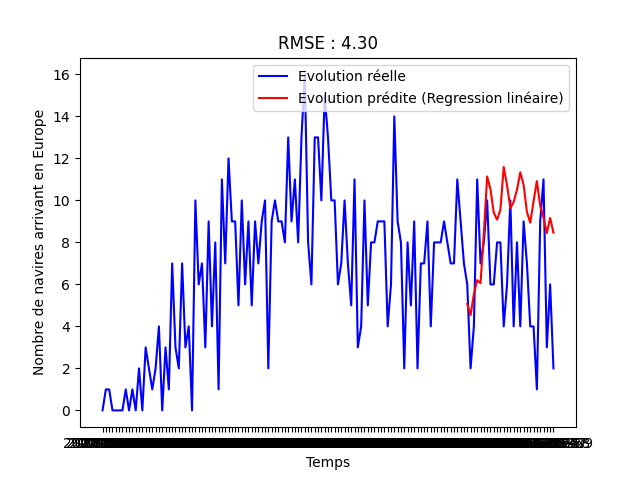 RMSE : 4.30
Evolution réelle
Evolution prédite (Regression linéaire)
Nombre de navires arrivant en Europe
16
14
12
10
8
6
4
2
0
Temps